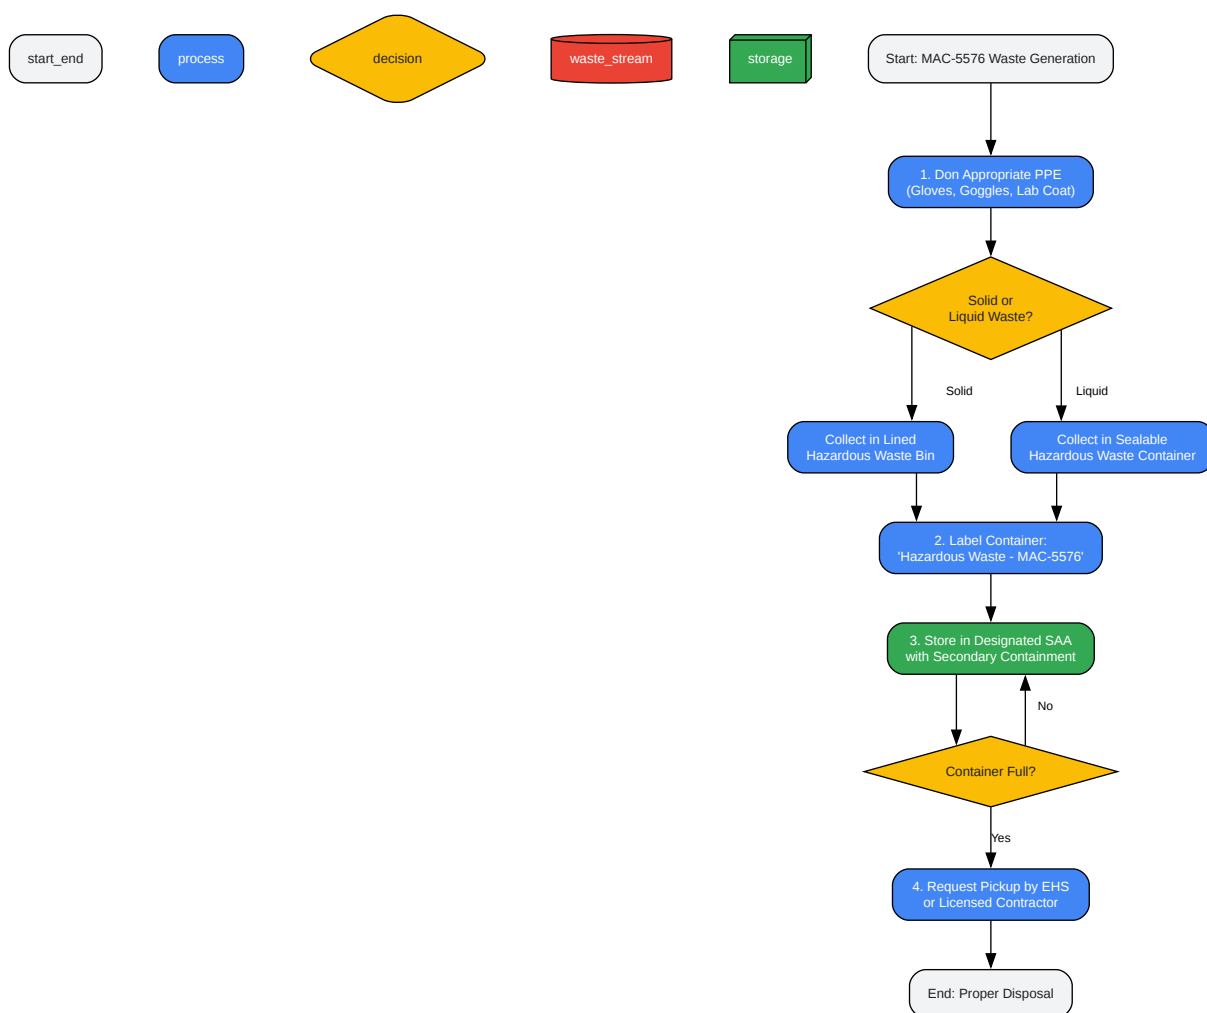 start_end
process
decision
waste_stream
storage
Start: MAC-5576 Waste Generation
1. Don Appropriate PPE
(Gloves, Goggles, Lab Coat)
Solid or
Liquid Waste?
Solid
Liquid
Collect in Lined
Hazardous Waste Bin
Collect in Sealable
Hazardous Waste Container
2. Label Container:
'Hazardous Waste - MAC-5576'
3. Store in Designated SAA
with Secondary Containment
No
Container Full?
Yes
4. Request Pickup by EHS
or Licensed Contractor
End: Proper Disposal